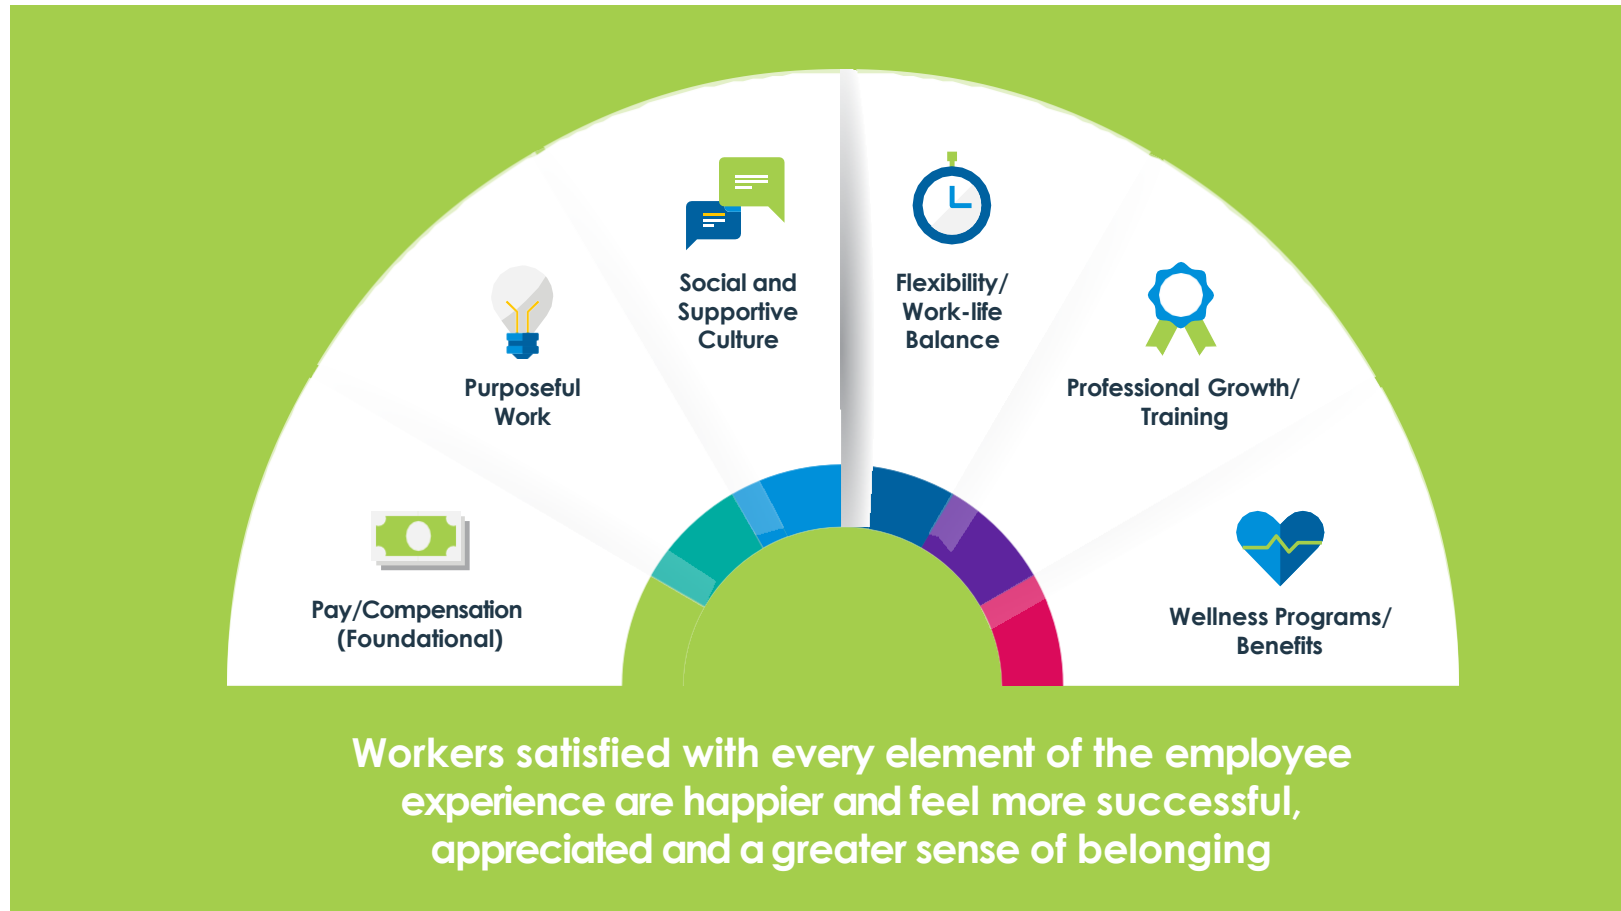 Social and
Supportive
Culture
Flexibility/
Work-life
Balance
Purposeful
Work
Professional Growth/
Training
Pay/Compensation
(Foundational)
Wellness Programs/
Benefits
Workers satisfied with every element of the employee
experience are happier and feel more successful,
appreciated and a greater sense of belonging